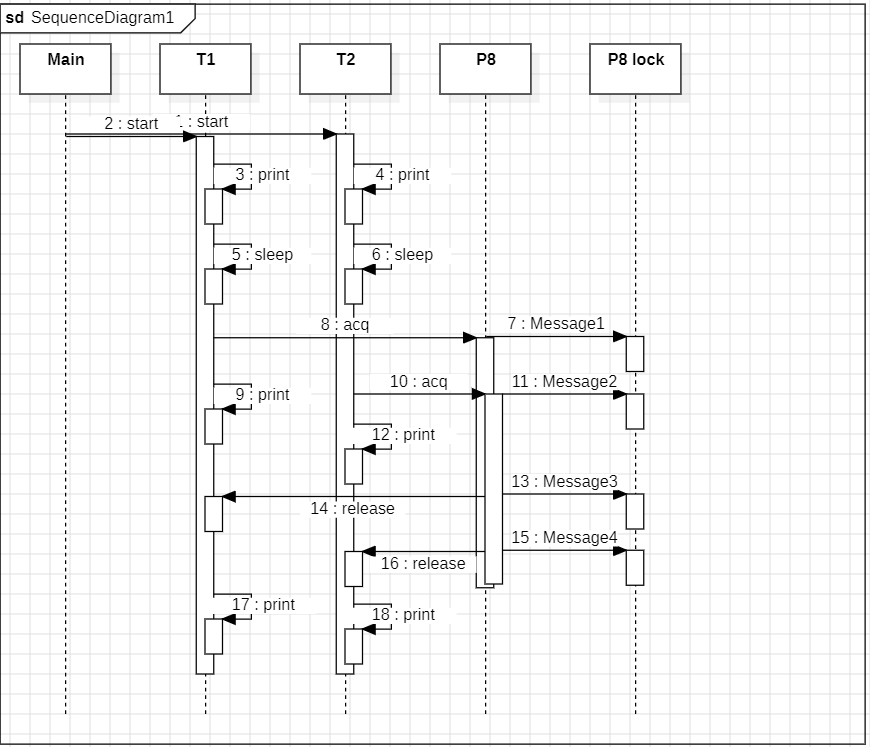 sd SequenceDiagram1
Main
T1
T2
P8
P8 lock
2 : start
: start
3 : print
4 : print
5 : sleep
6 : sleep
8 : acq
7 : Message1
9 : print
10 : acq
11 : Message2
12 : print
13 : Message3
14 : release
15 : Message4
16 : release
17 : print
18 : print